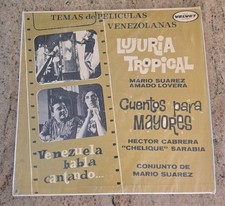 TEMAS de PELICULAS
VENEZOLANAS
VELVET
LUJURIA
TROPICAL
MARIO SUAREZ
AMADO LOVERA
Cuentos para
MAYORES
HECTOR CABRERA
"CHELIQUE" SARABIA
CONJUNTO DE
MARIO SUAREZ
Venezuela
habla
cantando...